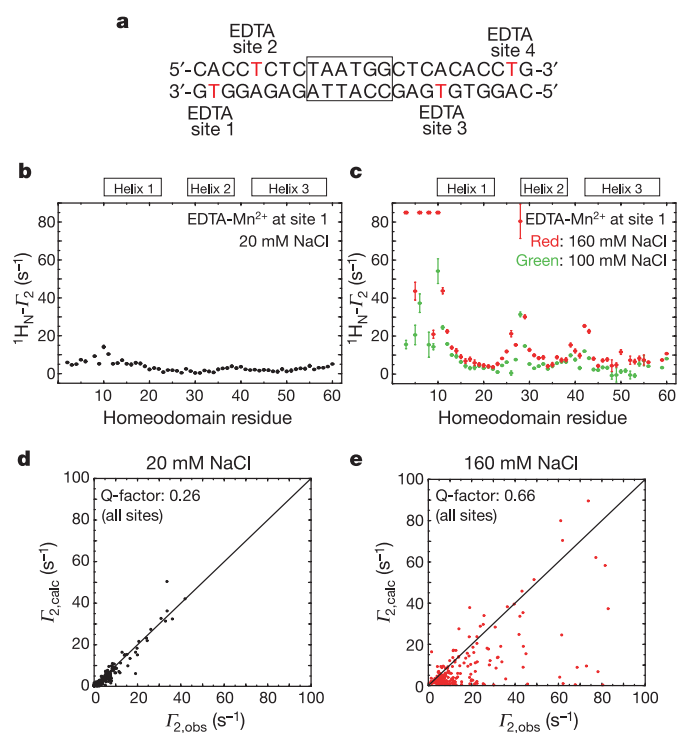 a
EDTA
site 2
EDTA
site 4
5′-CACCTCTCTAATGGCTCACACCTG-3′
3′-GTGGAGAGATTACCGAGTGTGGAC-5′
EDTA
site 1
EDTA
site 3
b
Helix 1 Helix 2 Helix 3
EDTA-Mn²⁺ at site 1
20 mM NaCl
¹H_N-Γ₂ (s⁻¹)
80
60
40
20
0
0 10 20 30 40 50 60
Homeodomain residue
c
Helix 1 Helix 2 Helix 3
EDTA-Mn²⁺ at site 1
Red: 160 mM NaCl
Green: 100 mM NaCl
¹H_N-Γ₂ (s⁻¹)
80
60
40
20
0
0 10 20 30 40 50 60
Homeodomain residue
d
20 mM NaCl
Q-factor: 0.26
(all sites)
Γ₂,calc (s⁻¹)
100
80
60
40
20
0
0 20 40 60 80 100
Γ₂,obs (s⁻¹)
e
160 mM NaCl
Q-factor: 0.66
(all sites)
Γ₂,calc (s⁻¹)
100
80
60
40
20
0
0 20 40 60 80 100
Γ₂,obs (s⁻¹)